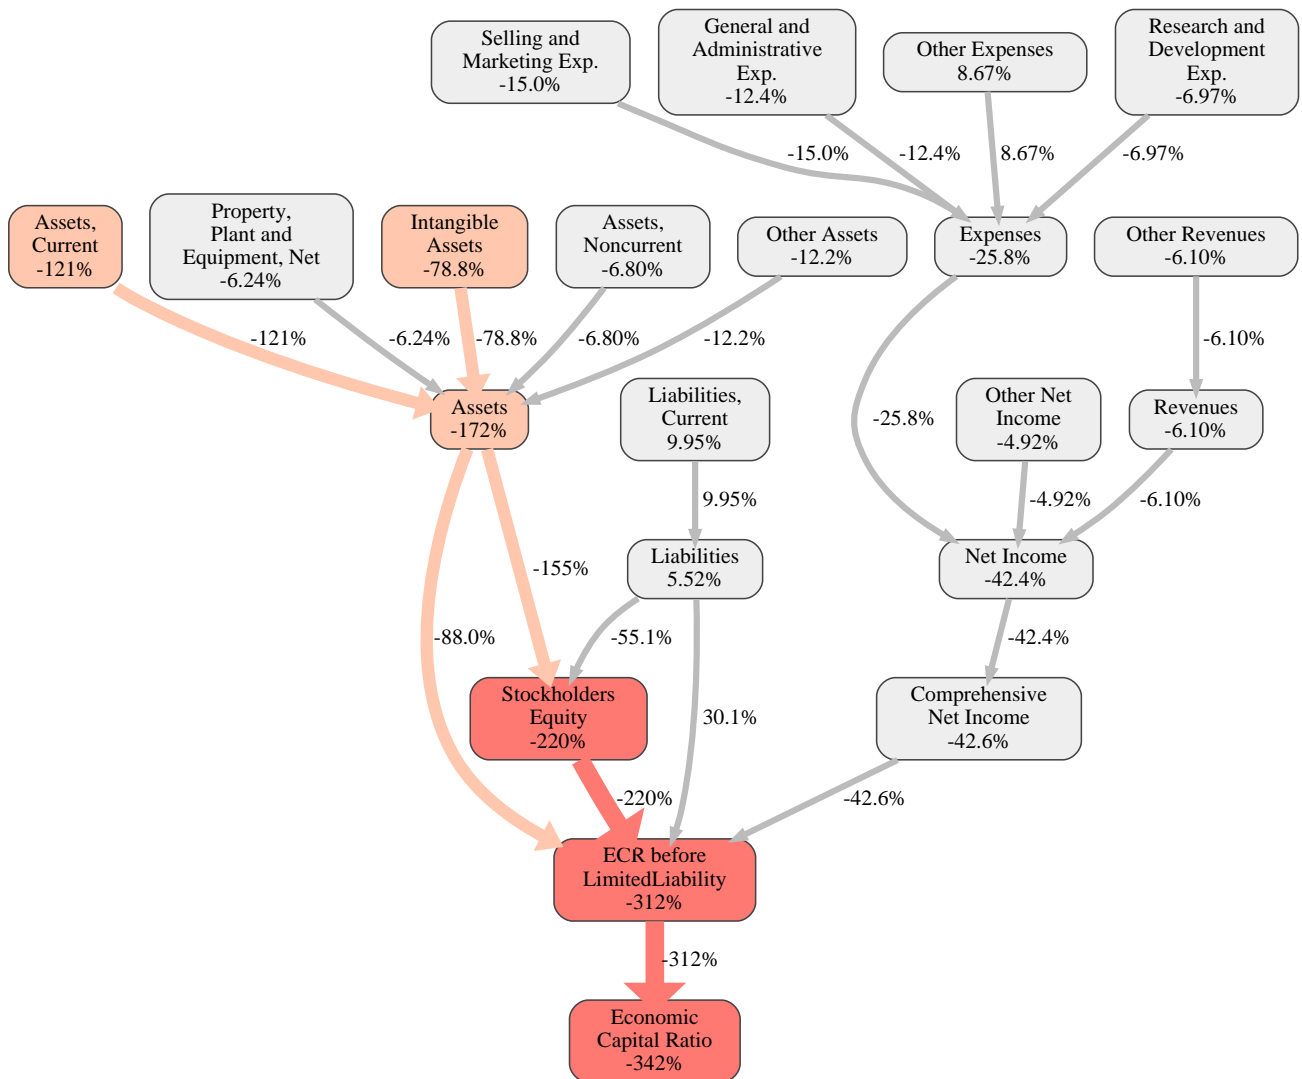 Selling and
Marketing Exp.
-15.0%
General and
Administrative
Exp.
-12.4%
Other Expenses
8.67%
Research and
Development
Exp.
-6.97%
-15.0%
-12.4%
8.67%
-6.97%
Assets,
Current
-121%
Property,
Plant and
Equipment, Net
-6.24%
Intangible
Assets
-78.8%
Assets,
Noncurrent
-6.80%
Other Assets
-12.2%
Expenses
-25.8%
Other Revenues
-6.10%
-121%
-6.24%
-78.8%
-6.80%
-12.2%
-6.10%
Assets
-172%
Liabilities,
Current
9.95%
-25.8%
Other Net
Income
-4.92%
Revenues
-6.10%
9.95%
-4.92%
-6.10%
-155%
Liabilities
5.52%
Net Income
-42.4%
-88.0%
-55.1%
-42.4%
Stockholders
Equity
-220%
30.1%
Comprehensive
Net Income
-42.6%
-220%
-42.6%
ECR before
LimitedLiability
-312%
-312%
Economic
Capital Ratio
-342%